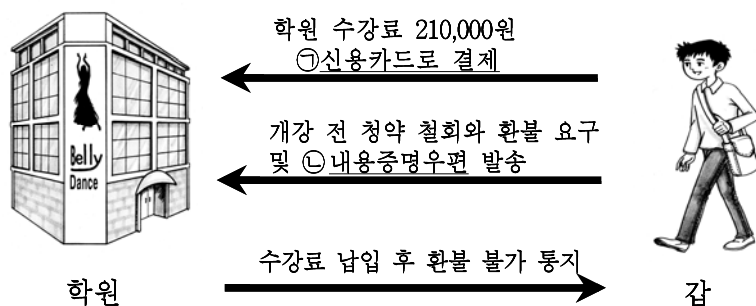 학원 수강료 210,000원
㉠신용카드로 결제
개강 전 청약 철회와 환불 요구
및 ㉡내용증명우편 발송
Belly
Dance
수강료 납입 후 환불 불가 통지
학원
갑